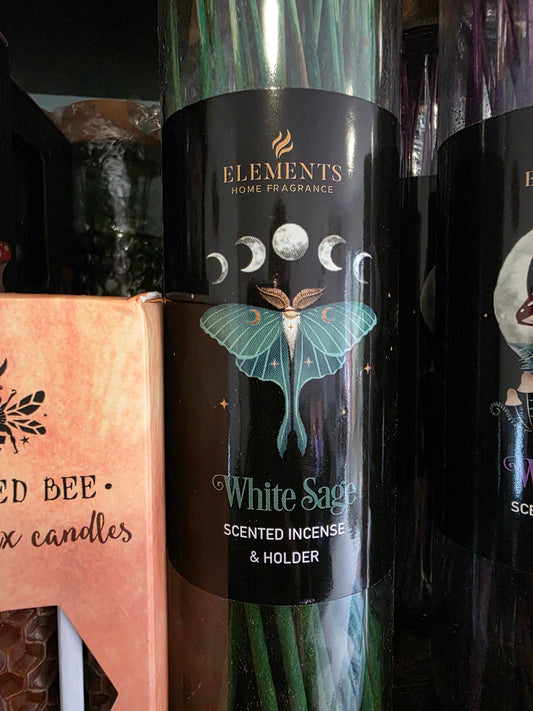 ELEMENTS
HOME FRAGRANCE
White Sage
SCENTED INCENSE
& HOLDER
ED BEE •
x candles